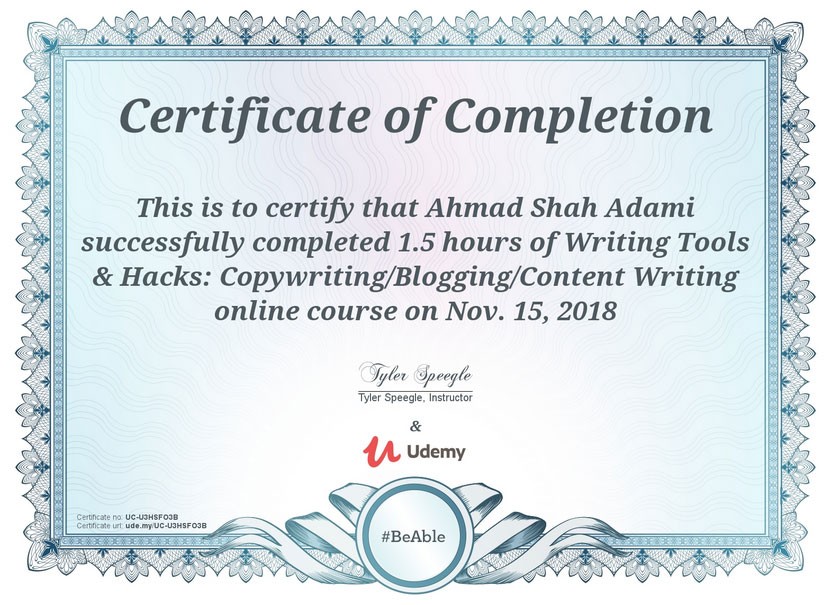 Certificate of Completion
This is to certify that Ahmad Shah Adami
successfully completed 1.5 hours of Writing Tools
& Hacks: Copywriting/Blogging/Content Writing
online course on Nov. 15, 2018
Tyler Speegle
Tyler Speegle, Instructor
&
Udemy
Certificate no: UC-U3HSFO3B
Certificate url: ude.my/UC-U3HSFO3B
#BeAble